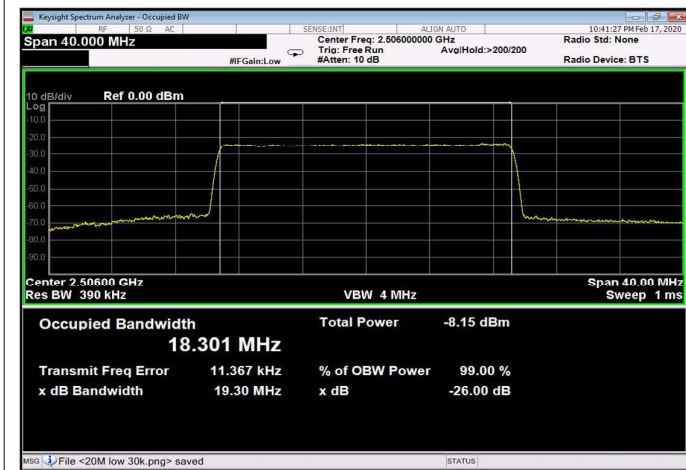 Keysight Spectrum Analyzer - Occupied BW
LXI RF 50 Ω AC SENSE:INT ALIGN AUTO 10:41:27 PM Feb 17, 2020
Span 40.000 MHz Center Freq: 2.506000000 GHz Radio Std: None
Trig: Free Run Avg|Hold:>200/200
#IFGain:Low #Atten: 10 dB Radio Device: BTS
10 dB/div Ref 0.00 dBm
Log
-10.0
-20.0
-30.0
-40.0
-50.0
-60.0
-70.0
-80.0
-90.0
Center 2.50600 GHz Span 40.00 MHz
Res BW 390 kHz VBW 4 MHz Sweep 1 ms
Occupied Bandwidth Total Power -8.15 dBm
18.301 MHz
Transmit Freq Error 11.367 kHz % of OBW Power 99.00 %
x dB Bandwidth 19.30 MHz x dB -26.00 dB
MSG File <20M low 30k.png> saved STATUS